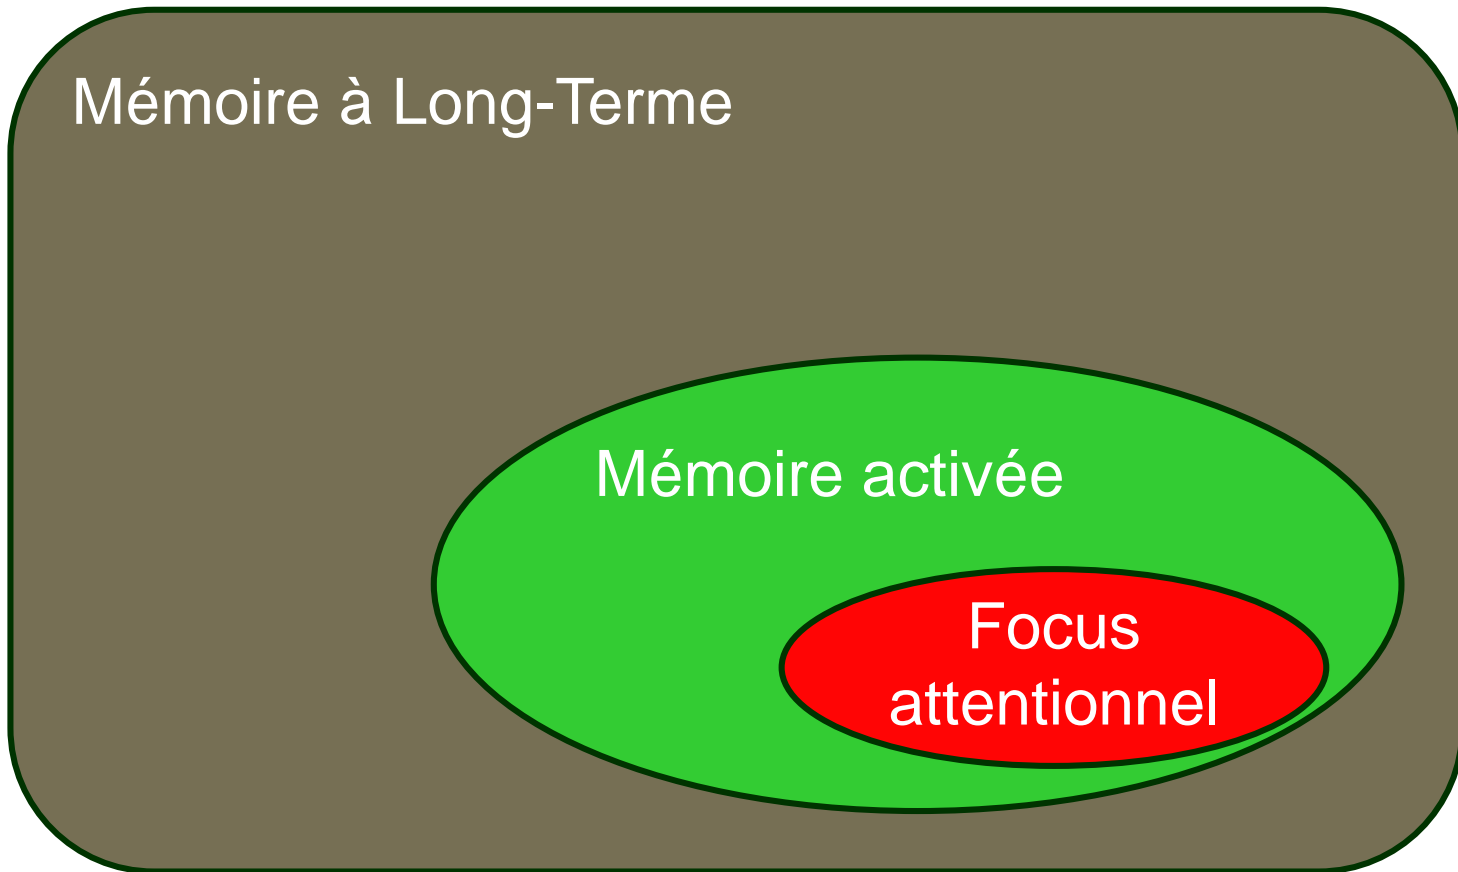 Mémoire à Long-Terme
Mémoire activée
Focus
attentionnel